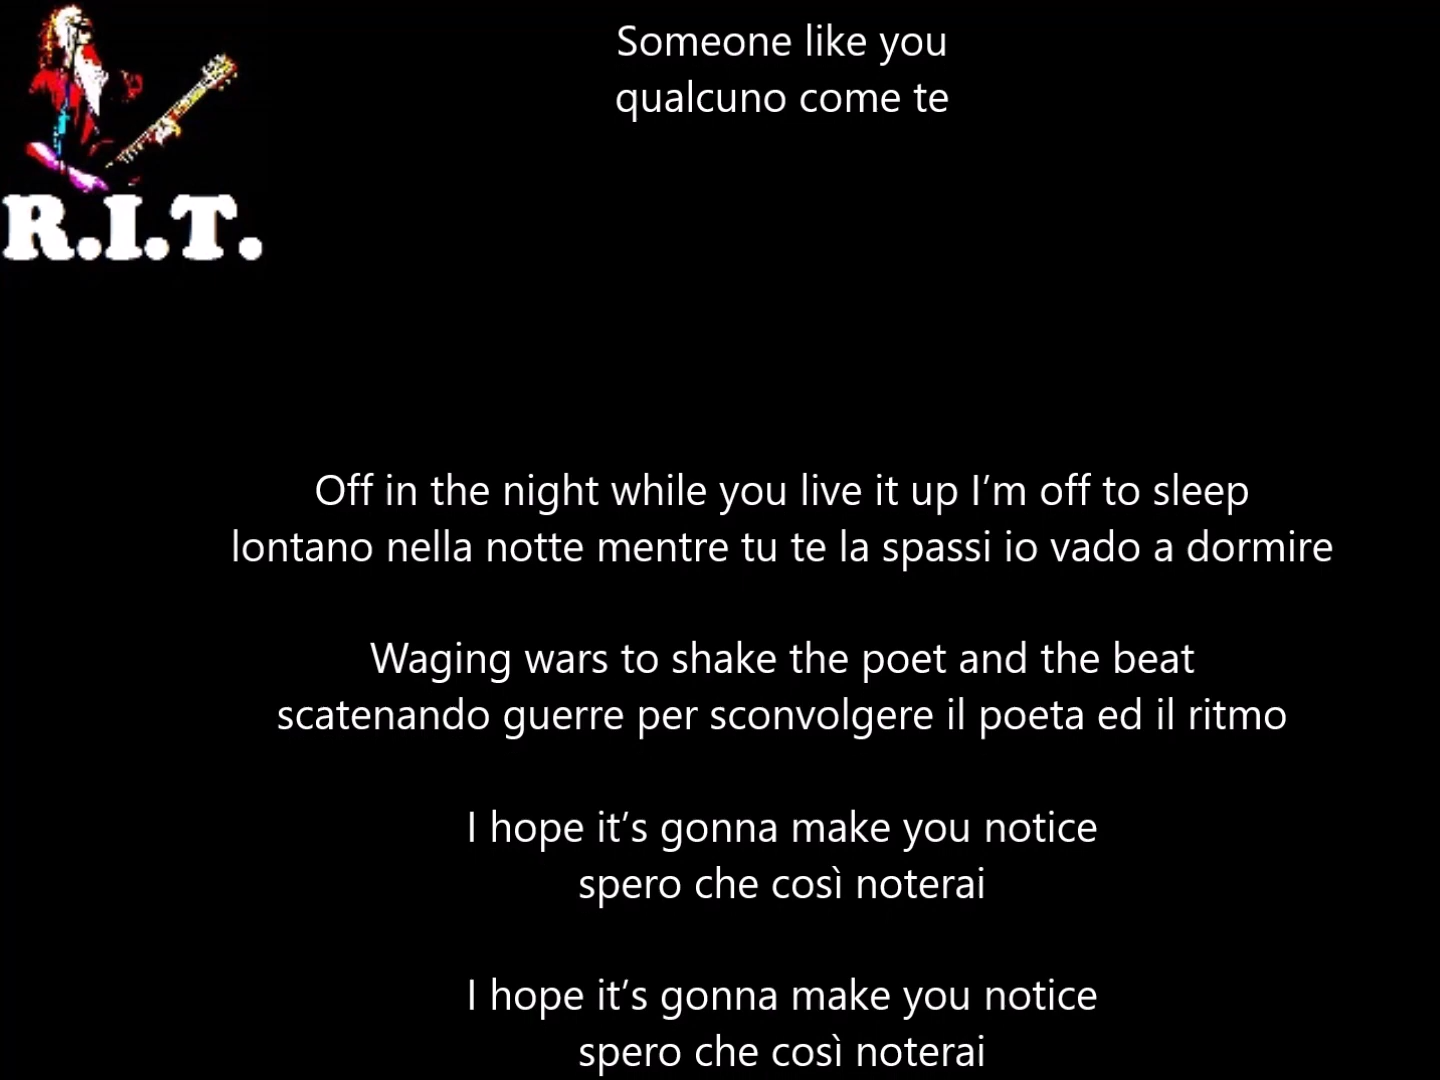 R.I.T.
Someone like you
qualcuno come te
Off in the night while you live it up I’m off to sleep
lontano nella notte mentre tu te la spassi io vado a dormire
Waging wars to shake the poet and the beat
scatenando guerre per sconvolgere il poeta ed il ritmo
I hope it’s gonna make you notice
spero che così noterai
I hope it’s gonna make you notice
spero che così noterai